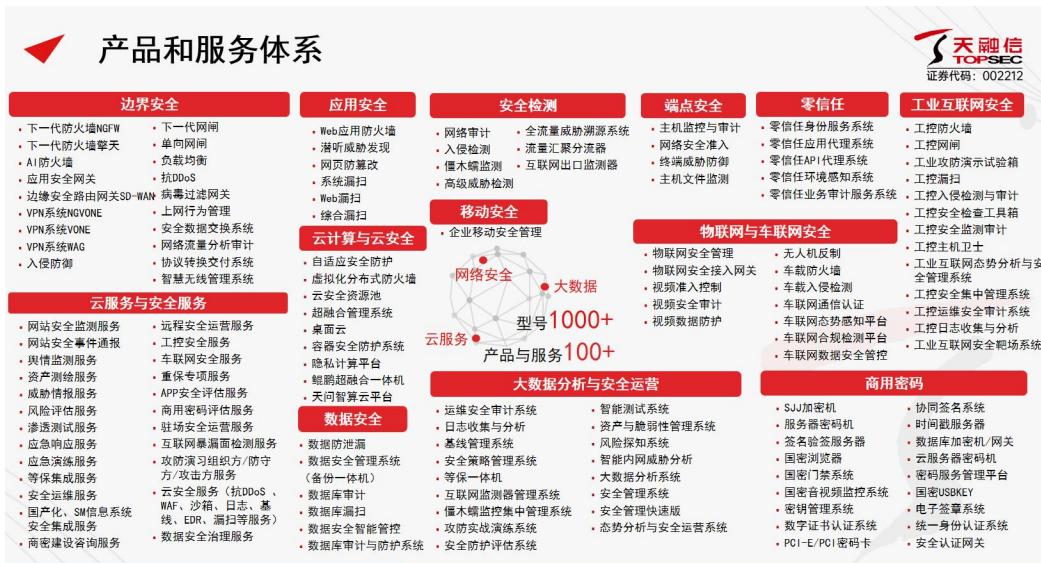 产品和服务体系
天融信
TOPSEC
证券代码：002212
边界安全
下一代防火墙NGFW
下一代防火墙擎天
AI防火墙
应用安全网关
边缘安全路由网关SD-WAN
VPN系统NGVONE
VPN系统VONE
VPN系统WAG
入侵防御
下一代网闸
单向网闸
负载均衡
抗DDoS
病毒过滤网关
上网行为管理
安全数据交换系统
网络流量分析审计
协议转换交付系统
智慧无线管理系统
应用安全
Web应用防火墙
潜听威胁发现
网页防篡改
系统漏扫
Web漏扫
综合漏扫
安全检测
网络审计
入侵检测
僵木蠕监测
高级威胁检测
全流量威胁溯源系统
流量汇聚分流器
互联网出口监测器
端点安全
主机监控与审计
网络安全准入
终端威胁防御
主机文件监测
零信任
零信任身份服务系统
零信任应用代理系统
零信任API代理系统
零信任环境感知系统
零信任业务审计服务系统
工业互联网安全
工控防火墙
工控网闸
工业攻防演示试验箱
工控漏扫
工控入侵检测与审计
工控安全检查工具箱
工控安全监测审计
工控主机卫士
工业互联网态势分析与安
全管理系统
工控安全集中管理系统
工控运维安全审计系统
工控日志收集与分析
工业互联网安全靶场系统
移动安全
企业移动安全管理
云计算与云安全
自适应安全防护
虚拟化分布式防火墙
云安全资源池
超融合管理系统
桌面云
容器安全防护系统
隐私计算平台
鲲鹏超融合一体机
天问智算云平台
网络安全
大数据
云服务
型号1000+
产品与服务100+
物联网与车联网安全
物联网安全管理
物联网安全接入网关
视频准入控制
视频安全审计
视频数据防护
无人机反制
车载防火墙
车载入侵检测
车联网通信认证
车联网态势感知平台
车联网合规检测平台
车联网数据安全管控
云服务与安全服务
网站安全监测服务
网站安全事件通报
舆情监测服务
资产测绘服务
威胁情报服务
风险评估服务
渗透测试服务
应急响应服务
应急演练服务
等保集成服务
安全运维服务
国产化、SM信息系统
安全集成服务
商密建设咨询服务
远程安全运营服务
工控安全服务
车联网安全服务
重保专项服务
APP安全评估服务
商用密码评估服务
驻场安全运营服务
互联网暴漏面检测服务
攻防演习组织方/防守
方/攻击方服务
云安全服务（抗DDoS 、
WAF、沙箱、日志、基
线、EDR、漏扫等服务）
数据安全治理服务
数据安全
数据防泄漏
数据安全管理系统
（备份一体机）
数据库审计
数据库漏扫
数据安全智能管控
数据库审计与防护系统
大数据分析与安全运营
运维安全审计系统
日志收集与分析
基线管理系统
安全策略管理系统
等保一体机
互联网监测器管理系统
僵木蠕监控集中管理系统
攻防实战演练系统
安全防护评估系统
智能测试系统
资产与脆弱性管理系统
风险探知系统
智能内网威胁分析
大数据分析系统
安全管理系统
安全管理快速版
态势分析与安全运营系统
商用密码
SJJ加密机
服务器密码机
签名验签服务器
国密浏览器
国密门禁系统
国密音视频监控系统
密钥管理系统
数字证书认证系统
PCI-E/PCI密码卡
协同签名系统
时间戳服务器
数据库加密机/网关
云服务器密码机
密码服务管理平台
国密USBKEY
电子签章系统
统一身份认证系统
安全认证网关